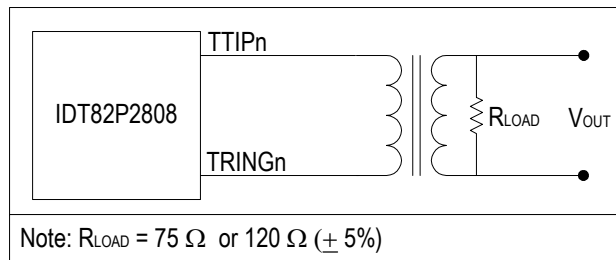 TTIPn
IDT82P2808
RLOAD VOUT
TRINGn
Note: RLOAD = 75 Ω or 120 Ω (± 5%)